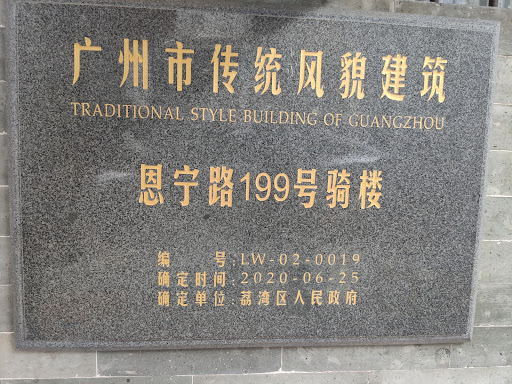 广州市传统风貌建筑
TRADITIONAL STYLE BUILDING OF GUANGZHOU
恩宁路199号骑楼
编 号:LW-02-0019
确定时间:2020-06-25
确定单位:荔湾区人民政府